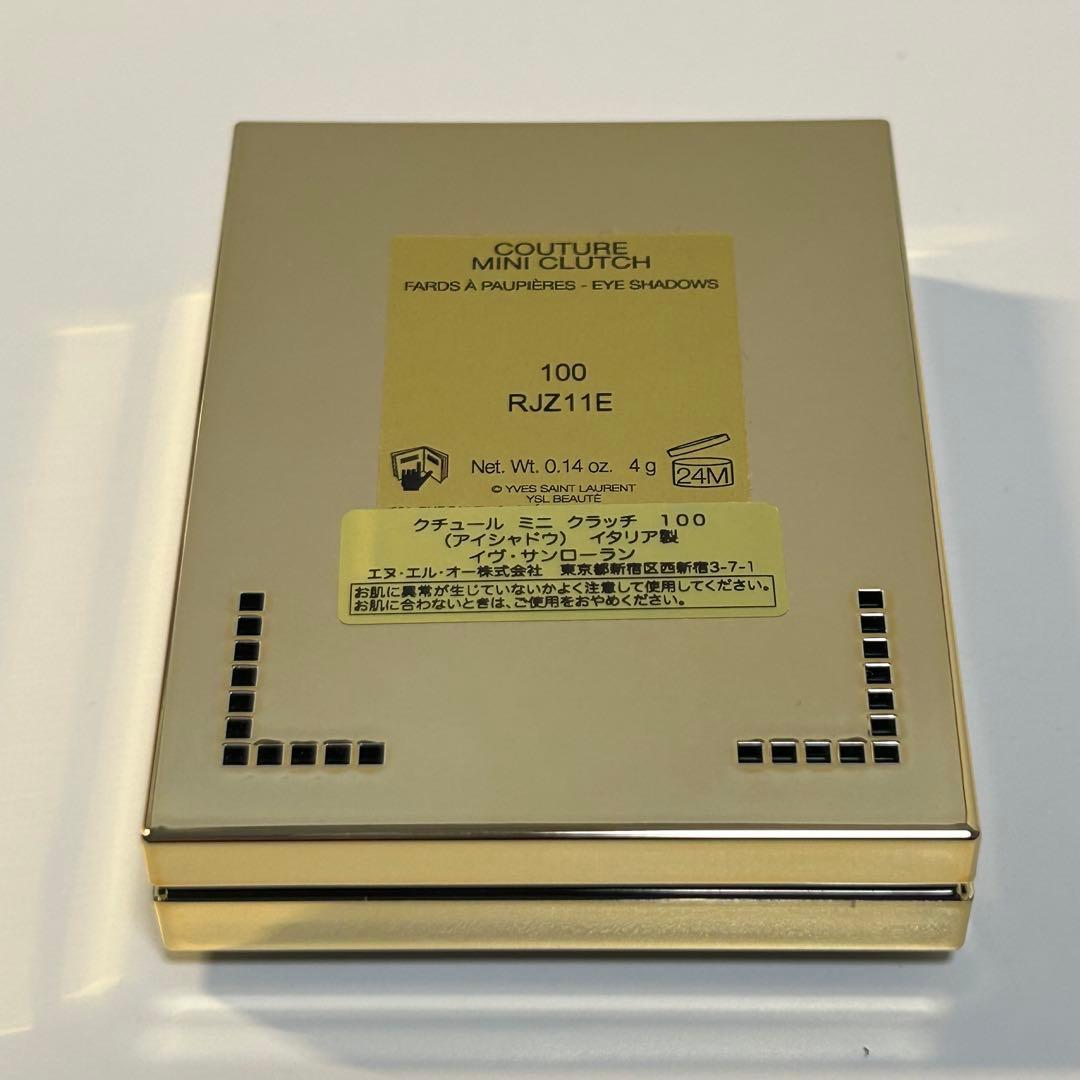 COUTURE
MINI CLUTCH
FARDS À PAUPIÈRES - EYE SHADOWS
100
RJZ11E
Net. Wt. 0.14 oz. 4 g
24M
© YVES SAINT LAURENT
YSL BEAUTÉ
クチュール ミニ クラッチ 100
(アイシャドウ) イタリア製
イヴ・サンローラン
エヌ・エル・オー株式会社 東京都新宿区西新宿3-7-1
お肌に異常が生じていないかよく注意して使用してください。
お肌に合わないときは、ご使用をおやめください。